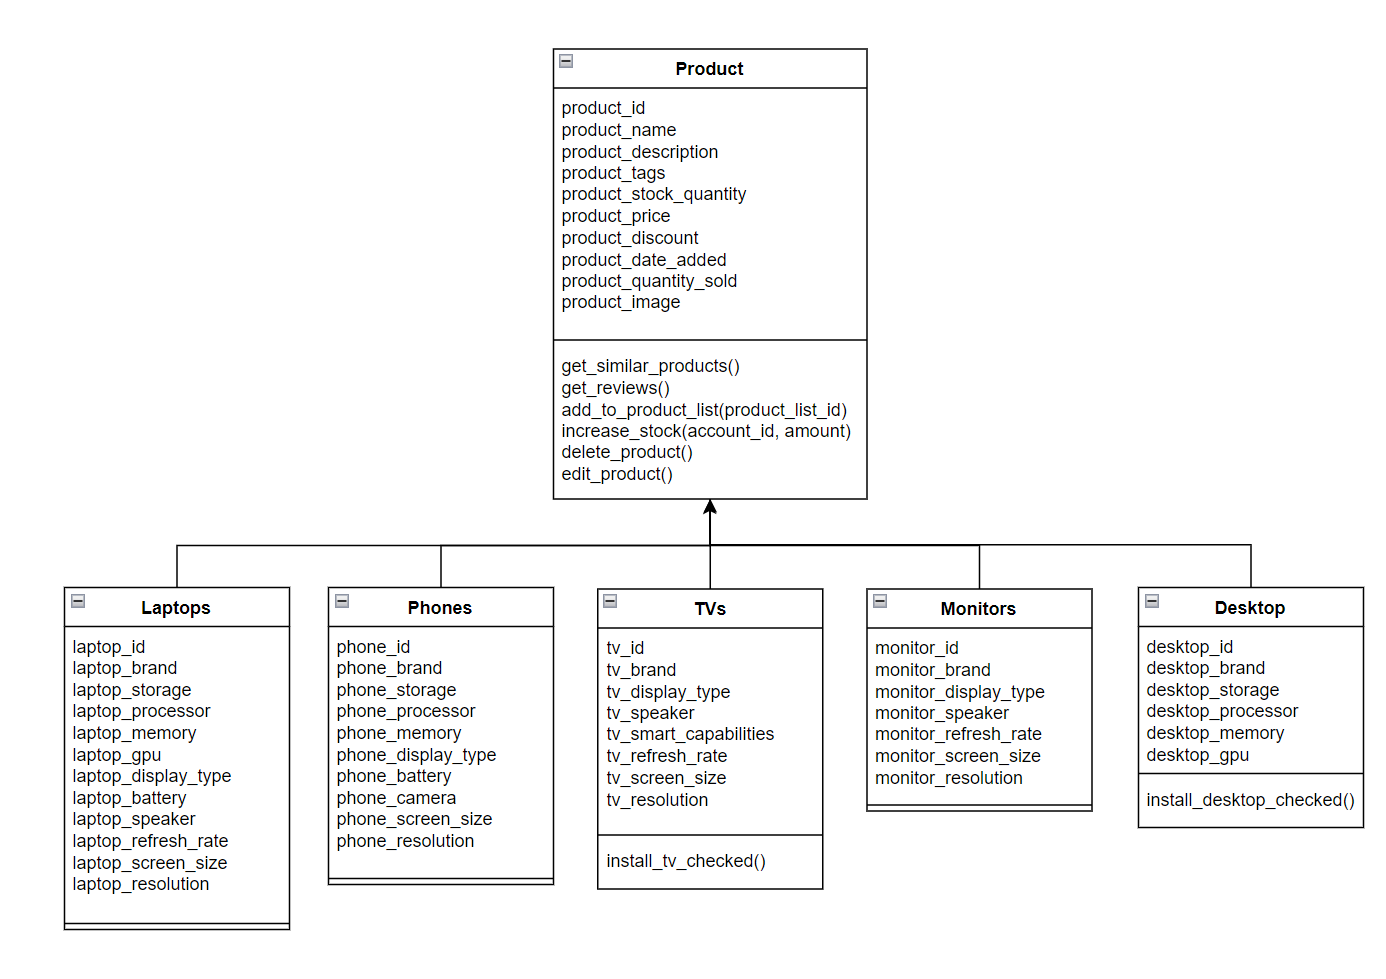 Product
product_id
product_name
product_description
product_tags
product_stock_quantity
product_price
product_discount
product_date_added
product_quantity_sold
product_image
get_similar_products()
get_reviews()
add_to_product_list(product_list_id)
increase_stock(account_id, amount)
delete_product()
edit_product()
Laptops
laptop_id
laptop_brand
laptop_storage
laptop_processor
laptop_memory
laptop_gpu
laptop_display_type
laptop_battery
laptop_speaker
laptop_refresh_rate
laptop_screen_size
laptop_resolution
Phones
phone_id
phone_brand
phone_storage
phone_processor
phone_memory
phone_display_type
phone_battery
phone_camera
phone_screen_size
phone_resolution
TVs
tv_id
tv_brand
tv_display_type
tv_speaker
tv_smart_capabilities
tv_refresh_rate
tv_screen_size
tv_resolution
install_tv_checked()
Monitors
monitor_id
monitor_brand
monitor_display_type
monitor_speaker
monitor_refresh_rate
monitor_screen_size
monitor_resolution
Desktop
desktop_id
desktop_brand
desktop_storage
desktop_processor
desktop_memory
desktop_gpu
install_desktop_checked()